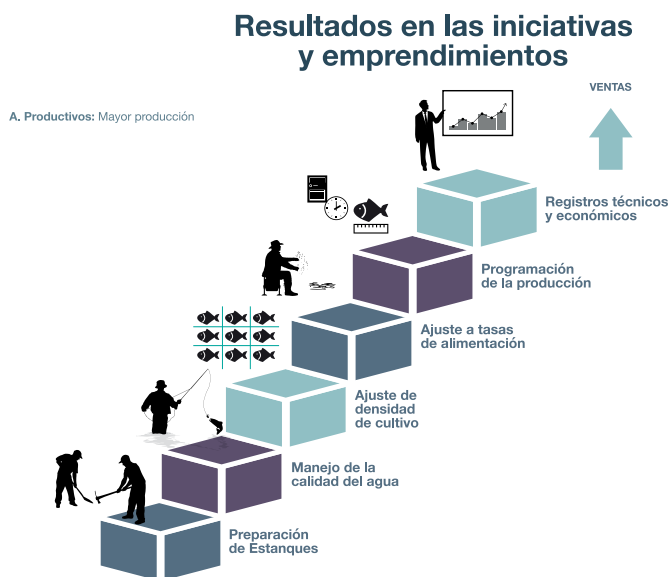 Resultados en las iniciativas
y emprendimientos
VENTAS
A. Productivos: Mayor producción
Registros técnicos
y económicos
Programación
de la producción
Ajuste a tasas
de alimentación
Ajuste de
densidad
de cultivo
Manejo de la
calidad del agua
Preparación
de Estanques